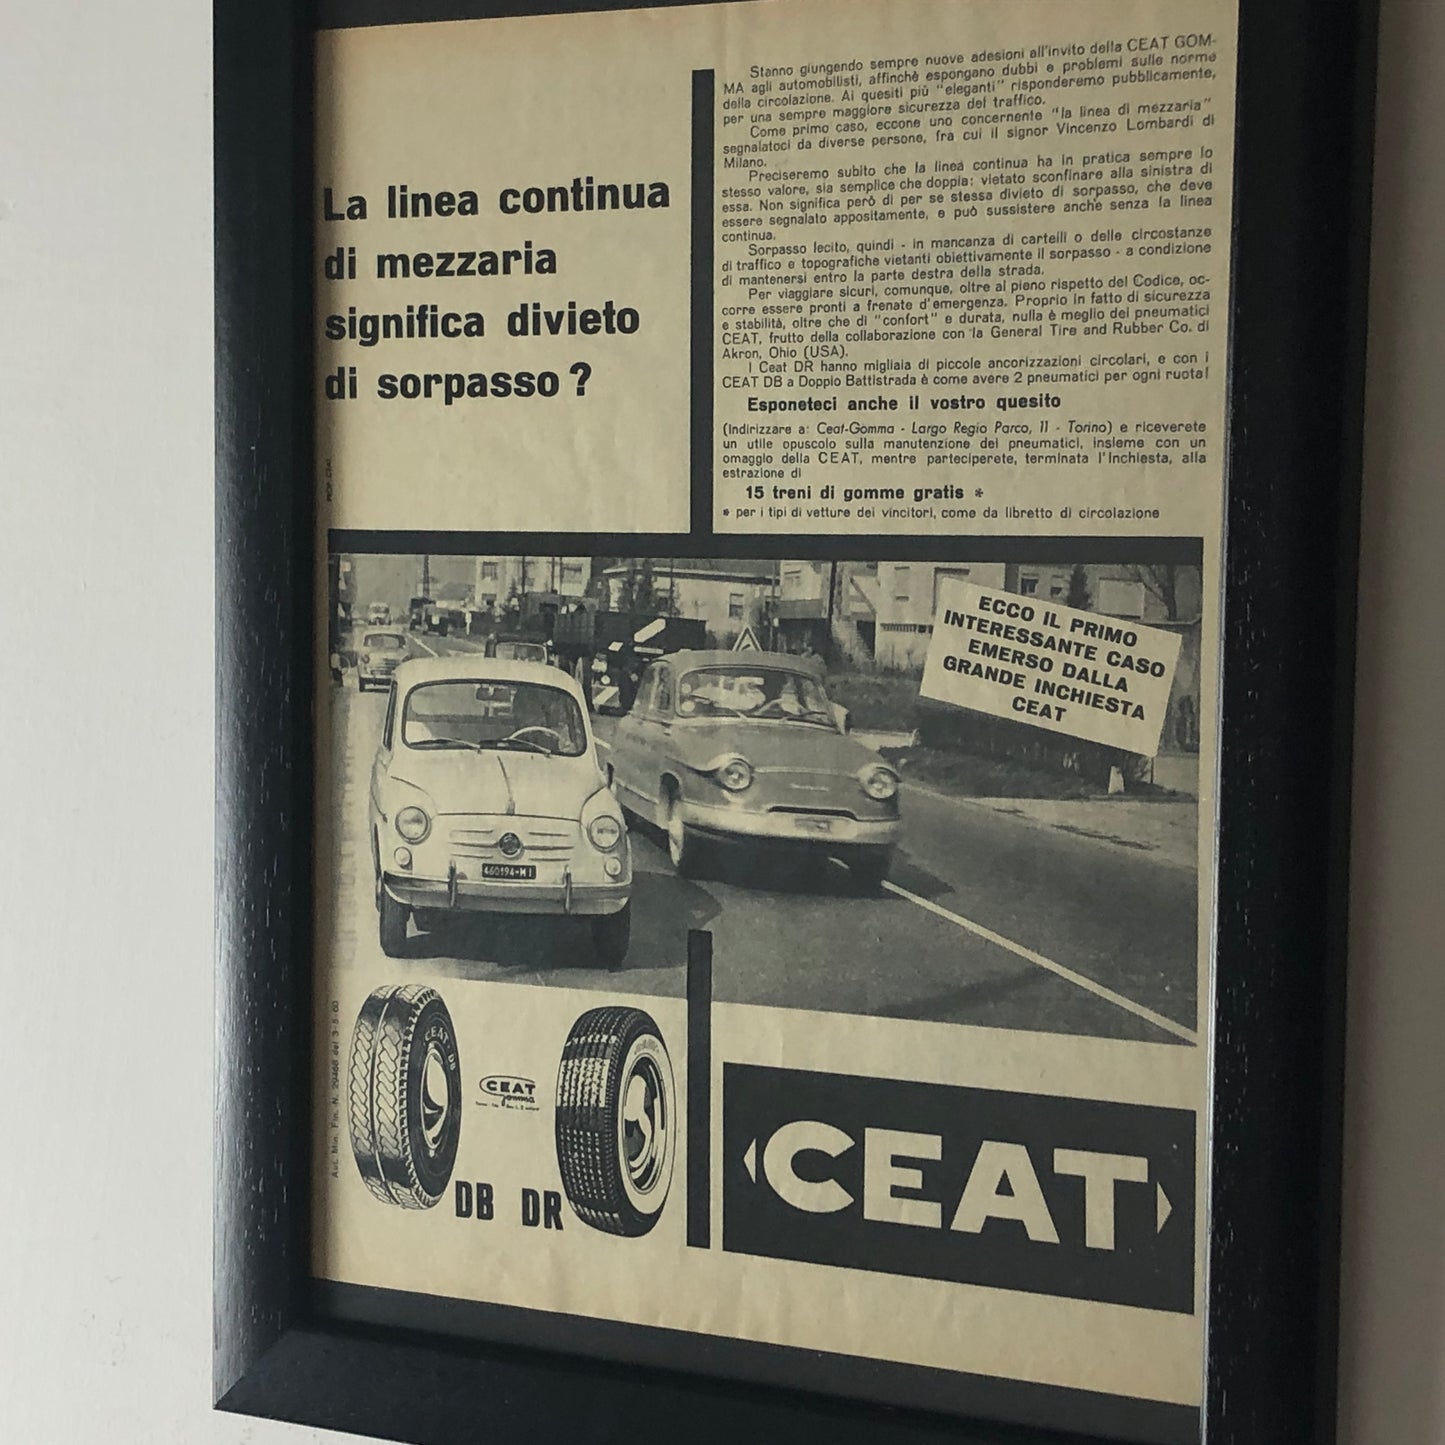 La linea continua
di mezzaria
significa divieto
di sorpasso ?
Stanno giungendo sempre nuove adesioni all'invito della CEAT GOM-
MA agli automobilisti, affinchè espongano dubbi e problemi sulle norme
della circolazione. Ai quesiti più "eleganti" risponderemo pubblicamente,
per una sempre maggiore sicurezza del traffico.
Come primo caso, eccone uno concernente "la linea di mezzaria"
segnalatoci da diverse persone, fra cui il signor Vincenzo Lombardi di
Milano.
Preciseremo subito che la linea continua ha in pratica sempre lo
stesso valore, sia semplice che doppia: vietato sconfinare alla sinistra di
essa. Non significa però di per se stessa divieto di sorpasso, che deve
essere segnalato appositamente, e può sussistere anche senza la linea
continua.
Sorpasso lecito, quindi - in mancanza di cartelli o delle circostanze
di traffico e topografiche vietanti obiettivamente il sorpasso - a condizione
di mantenersi entro la parte destra della strada.
Per viaggiare sicuri, comunque, oltre al pieno rispetto del Codice, oc-
corre essere pronti a frenate d'emergenza. Proprio in fatto di sicurezza
e stabilità, oltre che di "confort" e durata, nulla è meglio dei pneumatici
CEAT, frutto della collaborazione con la General Tire and Rubber Co. di
Akron, Ohio (USA).
I Ceat DR hanno migliaia di piccole ancorizzazioni circolari, e con i
CEAT DB a Doppio Battistrada è come avere 2 pneumatici per ogni ruota!
Esponeteci anche il vostro quesito
(Indirizzare a: Ceat-Gomma - Largo Regio Parco, 11 - Torino) e riceverete
un utile opuscolo sulla manutenzione dei pneumatici, insieme con un
omaggio della CEAT, mentre parteciperete, terminata l'Inchiesta, alla
estrazione di
15 treni di gomme gratis *
* per i tipi di vetture dei vincitori, come da libretto di circolazione
ECCO IL PRIMO
INTERESSANTE CASO
EMERSO DALLA
GRANDE INCHIESTA
CEAT
460194-MI
Aut. Min. Fin. N. 29468 del 3-5-60
CEAT DB
CEAT
gomma
DB DR
CEAT